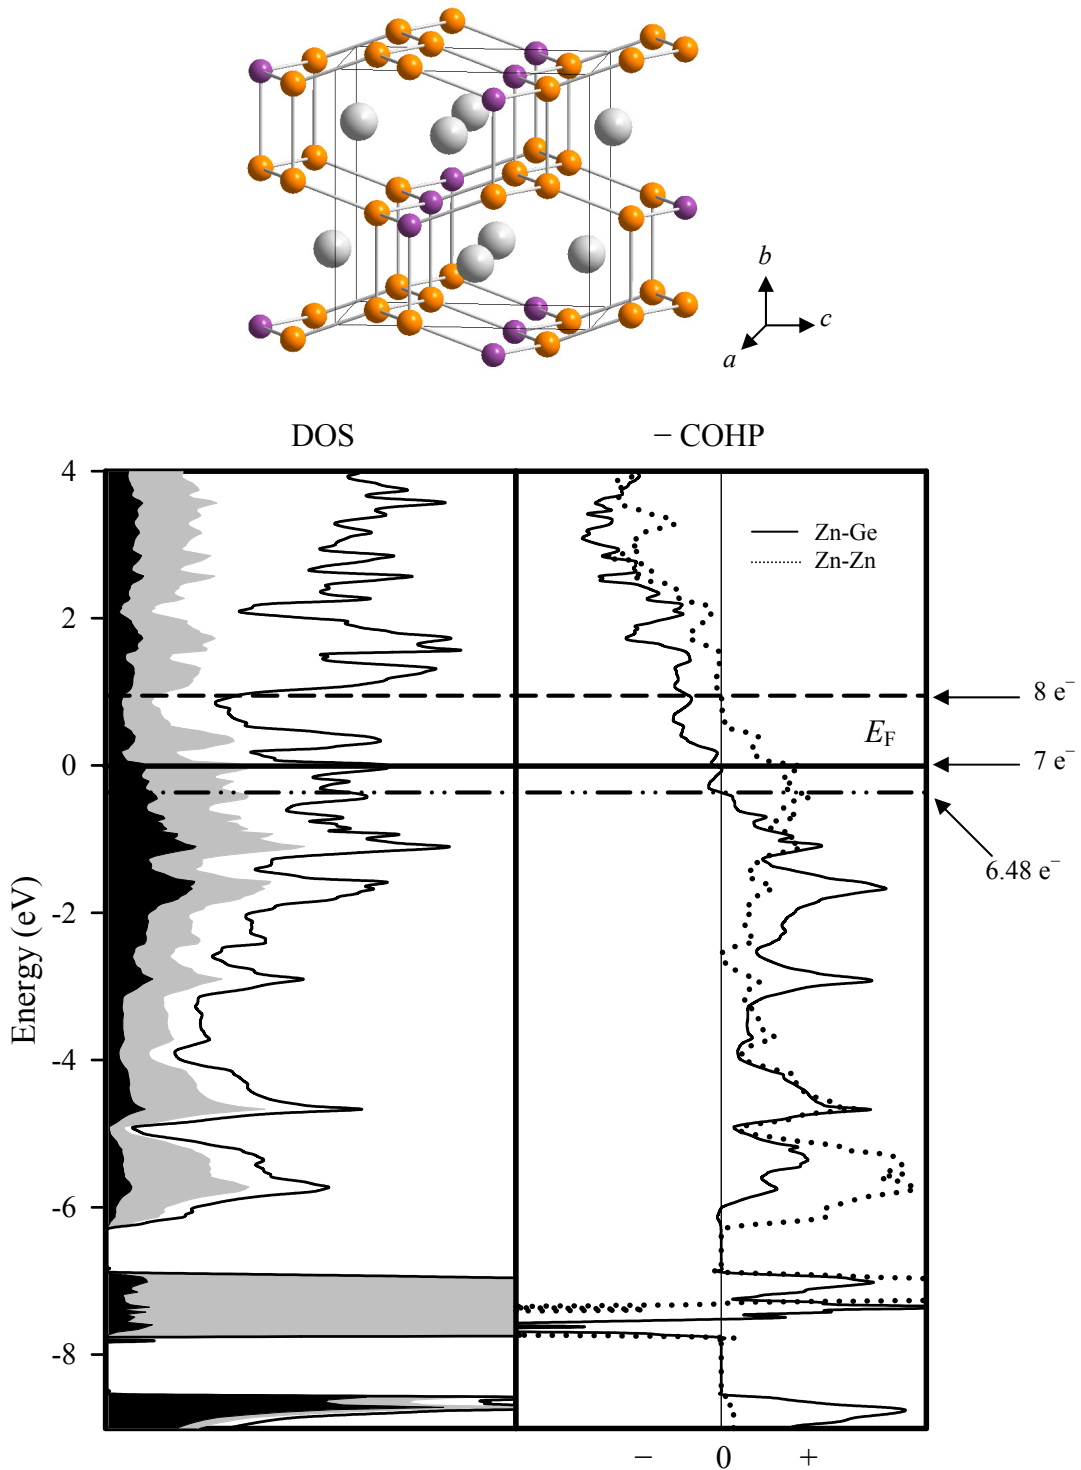 b
c
a
DOS
− COHP
4
2
0
-2
-4
-6
-8
Energy (eV)
Zn-Ge
Zn-Zn
8 e−
EF
7 e−
6.48 e−
− 0 +